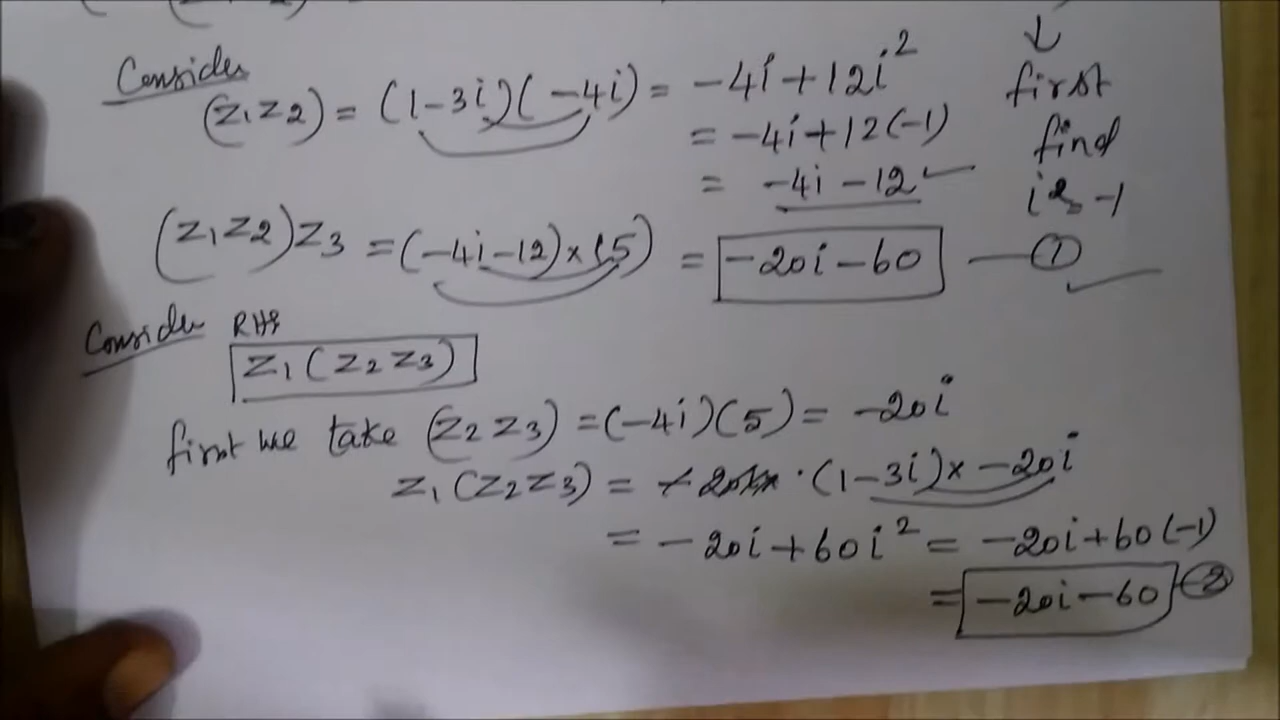 Consider
(z₁z₂) = (1-3i)(-4i) = -4i+12i²
= -4i+12(-1)
= -4i-12
first
find
i² -1
(z₁z₂)z₃ = (-4i-12)×(5) = -20i-60 — ①
Consider RHS
z₁(z₂z₃)
first we take (z₂z₃) = (-4i)(5) = -20i
z₁(z₂z₃) = (1-3i)×-20i
= -20i+60i² = -20i+60(-1)
= -20i-60 - ②